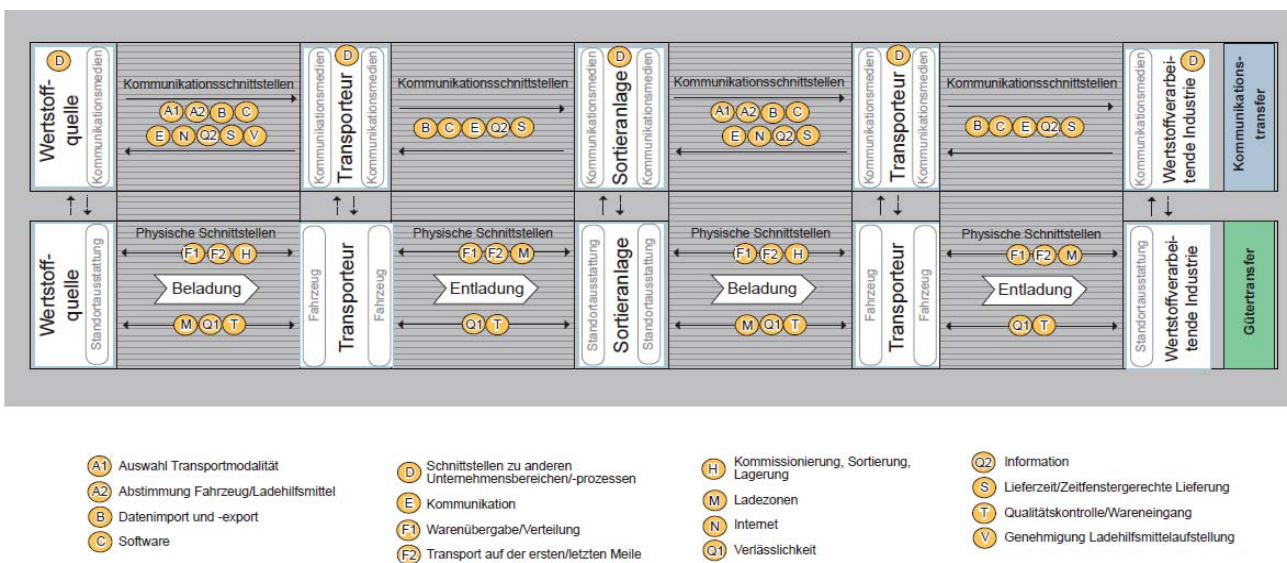 Wertstoff-
quelle
D
Kommunikationsmedien
Kommunikationsschnittstellen
A1 A2 B C
E N Q2 S V
Kommunikationsmedien
Transporteur
D
Kommunikationsmedien
Kommunikationsschnittstellen
B C E Q2 S
Kommunikationsmedien
Sortieranlage
D
Kommunikationsmedien
Kommunikationsschnittstellen
A1 A2 B C
E N Q2 S
Kommunikationsmedien
Transporteur
D
Kommunikationsmedien
Kommunikationsschnittstellen
B C E Q2 S
Kommunikationsmedien
Wertstoffverarbei-
tende Industrie
D
Kommunikations-
transfer
Wertstoff-
quelle
Standortausstattung
Physische Schnittstellen
F1 F2 H
Beladung
M Q1 T
Fahrzeug
Transporteur
Fahrzeug
Physische Schnittstellen
F1 F2 M
Entladung
Q1 T
Standortausstattung
Sortieranlage
Standortausstattung
Physische Schnittstellen
F1 F2 H
Beladung
M Q1 T
Fahrzeug
Transporteur
Fahrzeug
Physische Schnittstellen
F1 F2 M
Entladung
Q1 T
Standortausstattung
Wertstoffverarbei-
tende Industrie
Gütertransfer
A1 Auswahl Transportmodalität
A2 Abstimmung Fahrzeug/Ladehilfsmittel
B Datenimport und -export
C Software
D Schnittstellen zu anderen
Unternehmensbereichen/-prozessen
E Kommunikation
F1 Warenübergabe/Verteilung
F2 Transport auf der ersten/letzten Meile
H Kommissionierung, Sortierung,
Lagerung
M Ladezonen
N Internet
Q1 Verlässlichkeit
Q2 Information
S Lieferzeit/Zeitfenstergerechte Lieferung
T Qualitätskontrolle/Wareneingang
V Genehmigung Ladehilfsmittelaufstellung